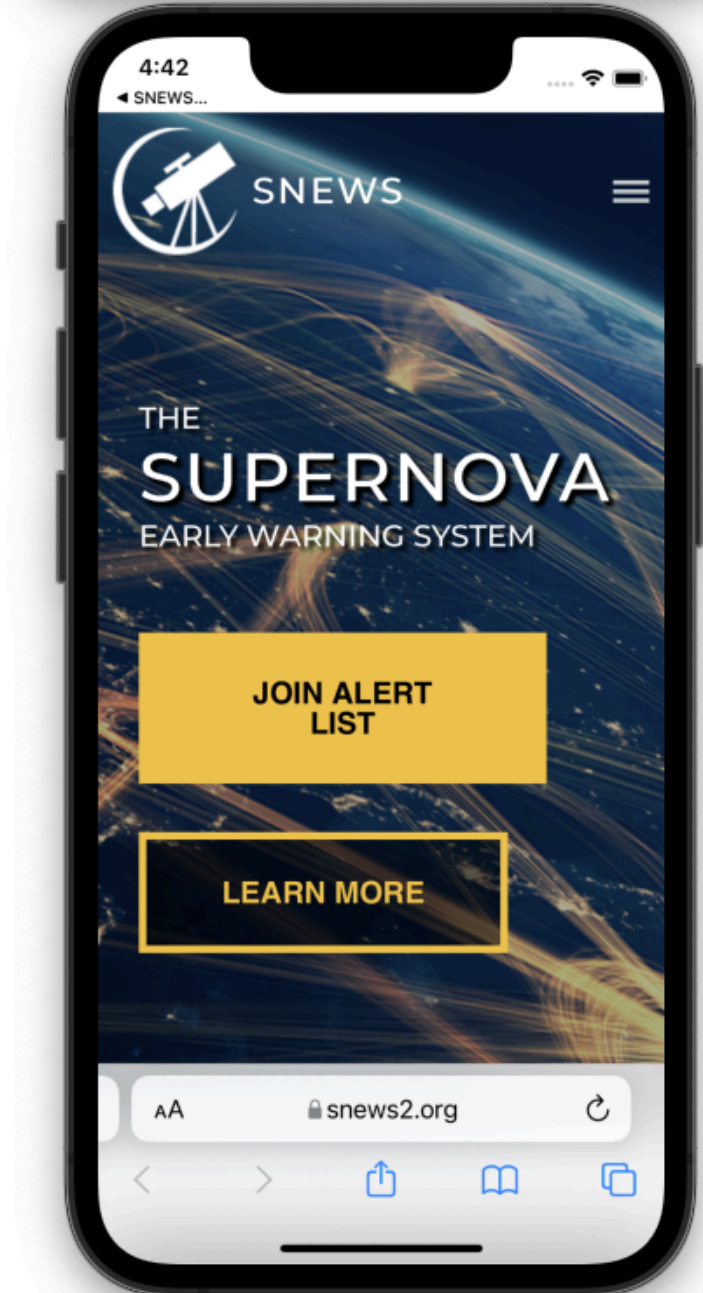 4:42
◀ SNEWS...
SNEWS
THE
SUPERNOVA
EARLY WARNING SYSTEM
JOIN ALERT
LIST
LEARN MORE
AA
snews2.org